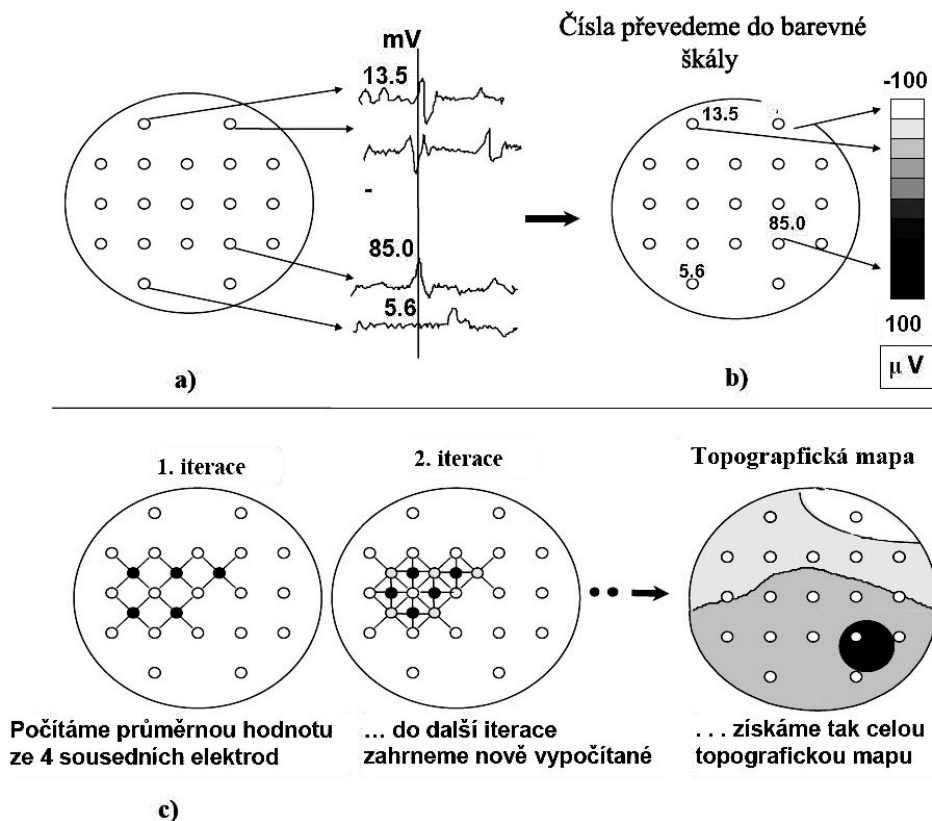 mV
13.5
-
85.0
5.6
a)
Čísla převedeme do barevné
škály
13.5
85.0
5.6
-100
100
μ V
b)
1. iterace
2. iterace
Topograpfická mapa
Počítáme průměrnou hodnotu
ze 4 sousedních elektrod
... do další iterace
zahrneme nově vypočítané
. . . získáme tak celou
topografickou mapu
c)